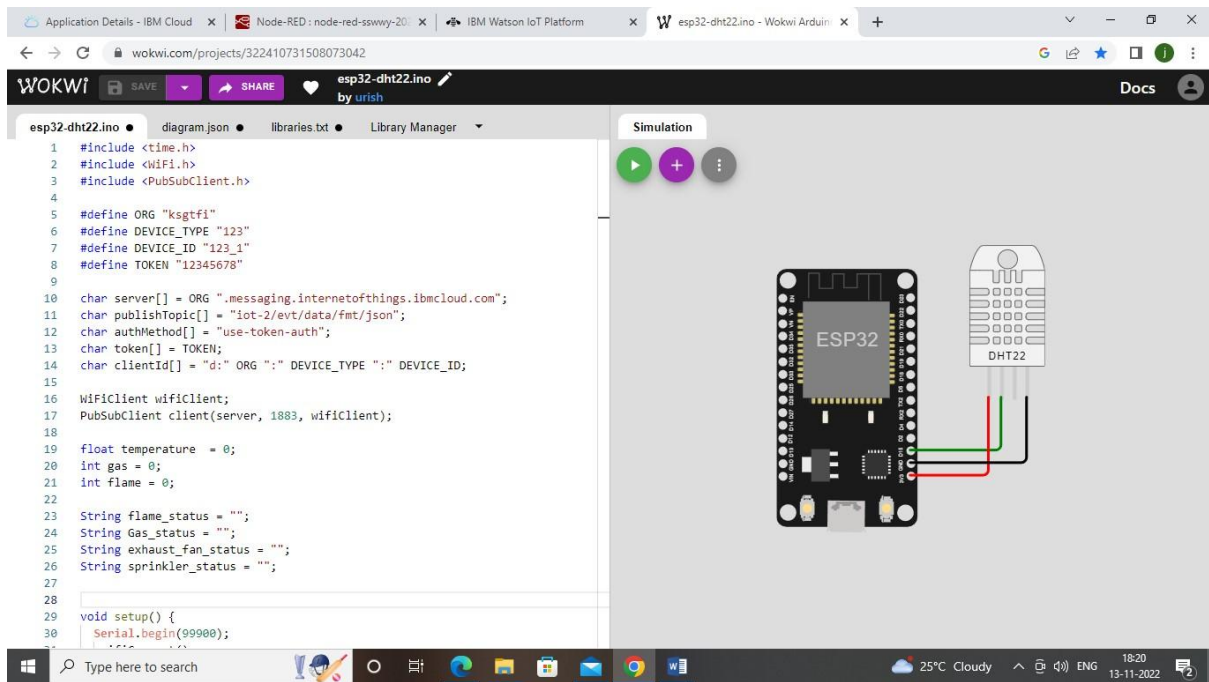 Application Details - IBM Cloud
Node-RED : node-red-sswwy-202
IBM Watson IoT Platform
esp32-dht22.ino - Wokwi Arduin
wokwi.com/projects/322410731508073042
WOKWI
SAVE
SHARE
esp32-dht22.ino
by urish
Docs
esp32-dht22.ino
diagram.json
libraries.txt
Library Manager
Simulation
1 #include <time.h>
2 #include <WiFi.h>
3 #include <PubSubClient.h>
4
5 #define ORG "ksgtfi"
6 #define DEVICE_TYPE "123"
7 #define DEVICE_ID "123_1"
8 #define TOKEN "12345678"
9
10 char server[] = ORG ".messaging.internetofthings.ibmcloud.com";
11 char publishTopic[] = "iot-2/evt/data/fmt/json";
12 char authMethod[] = "use-token-auth";
13 char token[] = TOKEN;
14 char clientId[] = "d:" ORG ":" DEVICE_TYPE ":" DEVICE_ID;
15
16 WiFiClient wifiClient;
17 PubSubClient client(server, 1883, wifiClient);
18
19 float temperature  = 0;
20 int gas = 0;
21 int flame = 0;
22
23 String flame_status = "";
24 String Gas_status = "";
25 String exhaust_fan_status = "";
26 String sprinkler_status = "";
27
28
29 void setup() {
30 Serial.begin(99900);
ESP32
DHT22
Type here to search
25°C Cloudy
ENG
18:20
13-11-2022